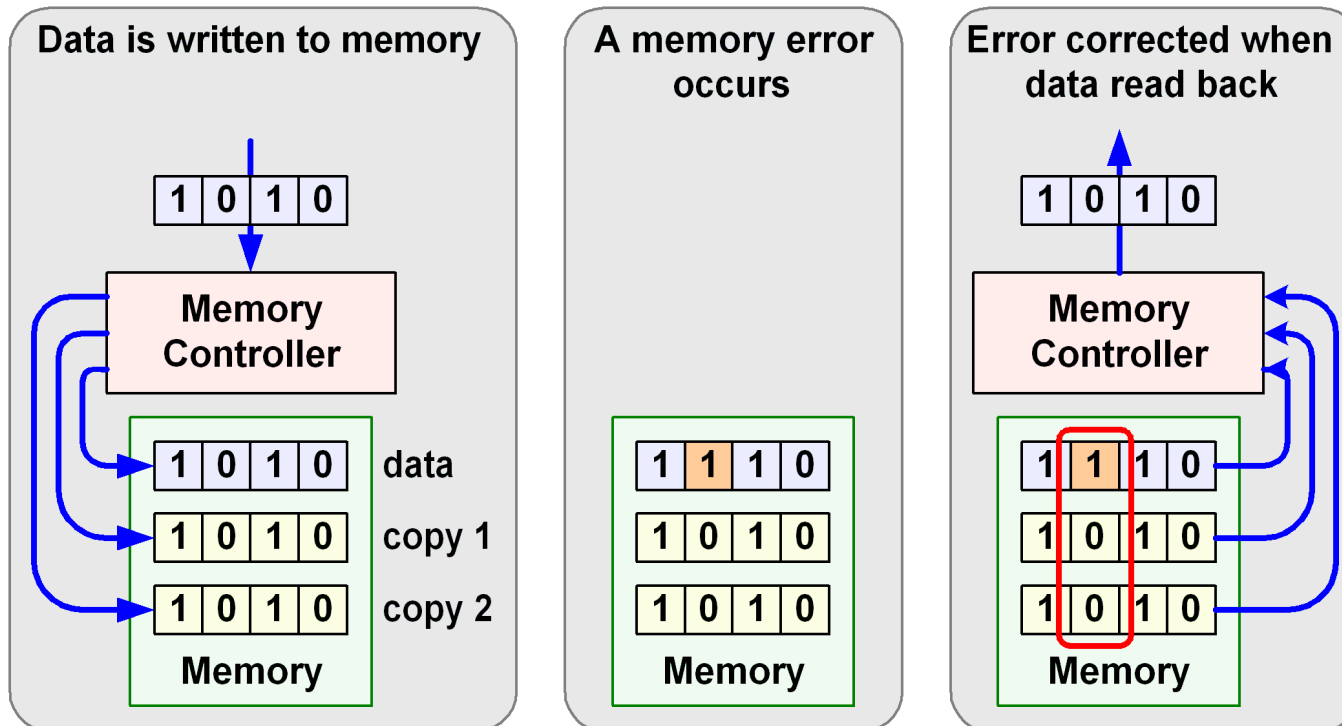 Data is written to memory
1 0 1 0
Memory
Controller
1 0 1 0 data
1 0 1 0 copy 1
1 0 1 0 copy 2
Memory
A memory error
occurs
1 1 1 0
1 0 1 0
1 0 1 0
Memory
Error corrected when
data read back
1 0 1 0
Memory
Controller
1 1 1 0
1 0 1 0
1 0 1 0
Memory